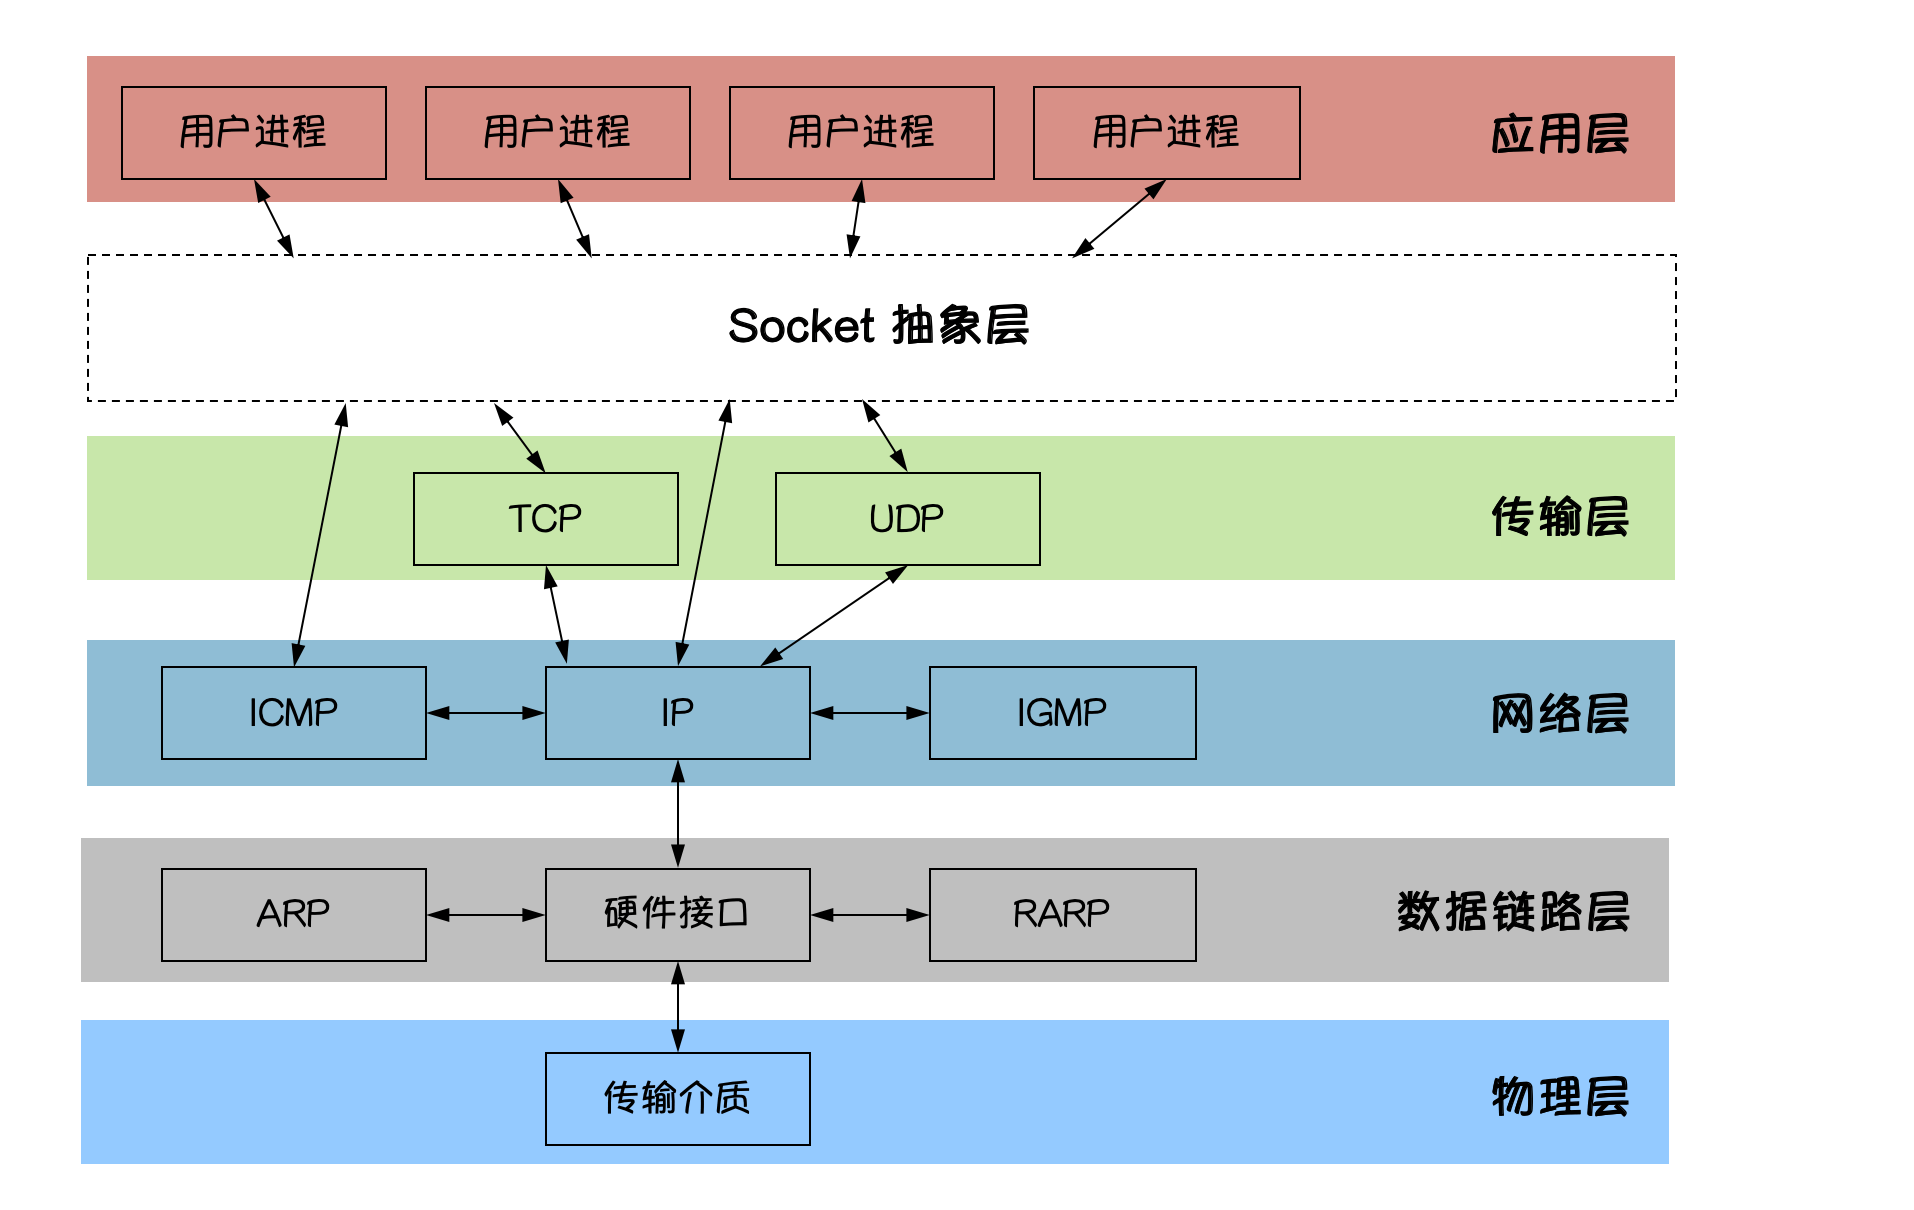 用户进程 用户进程 用户进程 用户进程 应用层
Socket 抽象层
TCP UDP 传输层
ICMP IP IGMP 网络层
ARP 硬件接口 RARP 数据链路层
传输介质 物理层